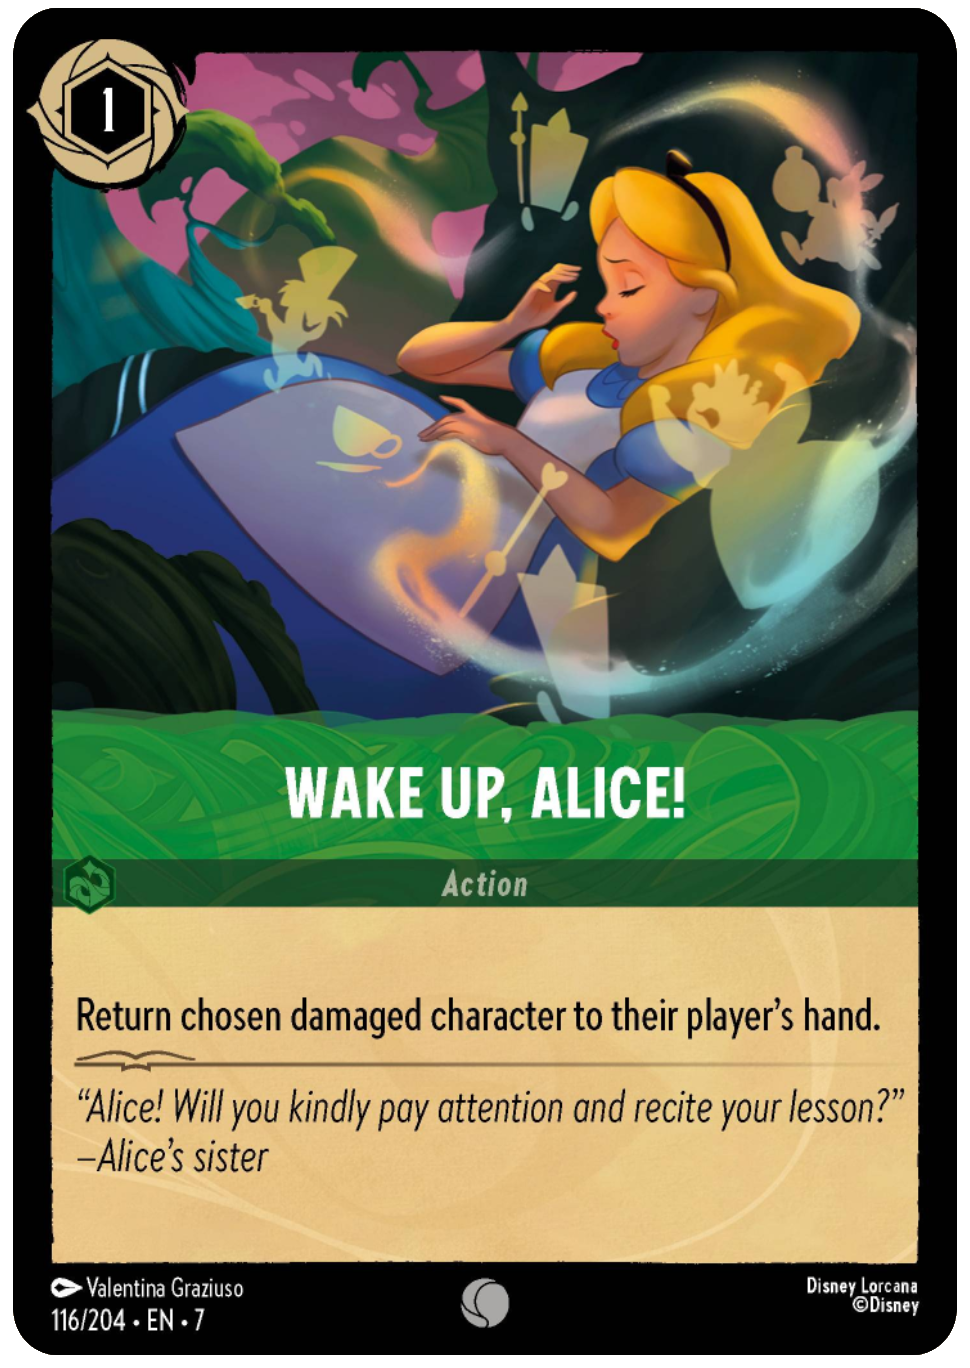 1
WAKE UP, ALICE!
Action
Return chosen damaged character to their player’s hand.
“Alice! Will you kindly pay attention and recite your lesson?”
–Alice’s sister
Valentina Graziuso
116/204 • EN • 7
Disney Lorcana
©Disney